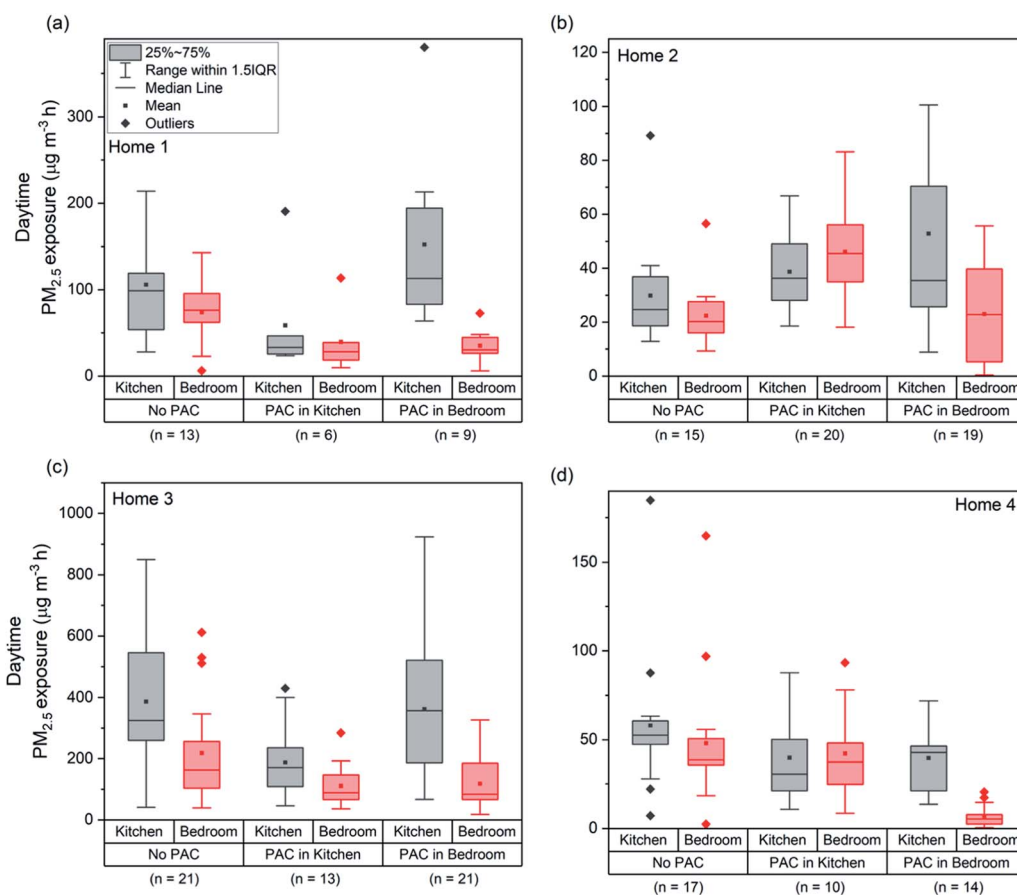 (a)
25%~75%
Range within 1.5IQR
Median Line
Mean
Outliers
Home 1
Daytime
PM2.5 exposure (µg m⁻³ h)
350
300
250
200
150
100
50
0
Kitchen Bedroom Kitchen Bedroom Kitchen Bedroom
No PAC PAC in Kitchen PAC in Bedroom
(n = 13) (n = 6) (n = 9)
(b)
Home 2
120
100
80
60
40
20
0
Kitchen Bedroom Kitchen Bedroom Kitchen Bedroom
No PAC PAC in Kitchen PAC in Bedroom
(n = 15) (n = 20) (n = 19)
(c)
Home 3
Daytime
PM2.5 exposure (µg m⁻³ h)
1000
800
600
400
200
0
Kitchen Bedroom Kitchen Bedroom Kitchen Bedroom
No PAC PAC in Kitchen PAC in Bedroom
(n = 21) (n = 13) (n = 21)
(d)
Home 4
150
100
50
0
Kitchen Bedroom Kitchen Bedroom Kitchen Bedroom
No PAC PAC in Kitchen PAC in Bedroom
(n = 17) (n = 10) (n = 14)